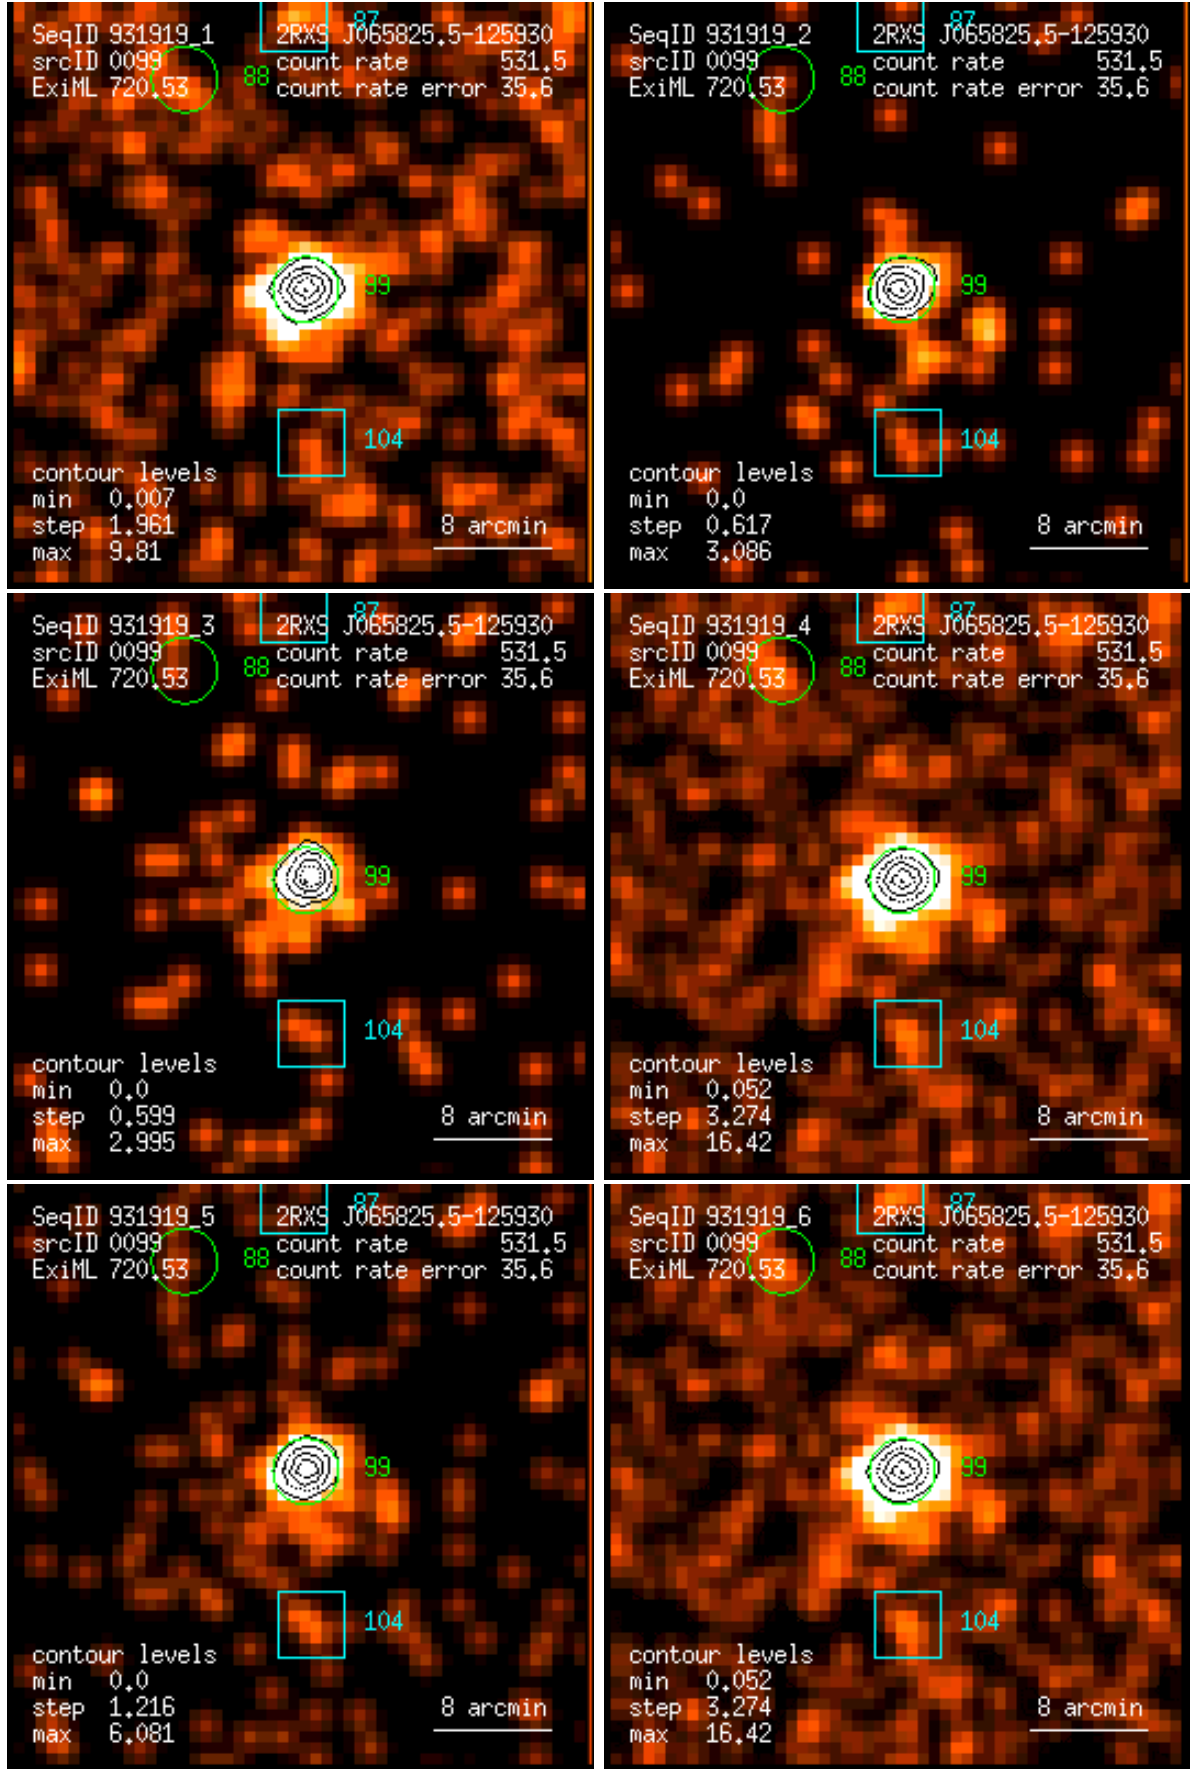 87
SeqID 931919_1 2RXS J065825.5-125930
srcID 0099 count rate 531.5
88
ExiML 720.53 count rate error 35.6
99
104
contour levels
min 0.007
step 1.961 8 arcmin
max 9.81
87
SeqID 931919_2 2RXS J065825.5-125930
srcID 0099 count rate 531.5
88
ExiML 720.53 count rate error 35.6
99
104
contour levels
min 0.0
step 0.617 8 arcmin
max 3.086
87
SeqID 931919_3 2RXS J065825.5-125930
srcID 0099 count rate 531.5
88
ExiML 720.53 count rate error 35.6
99
104
contour levels
min 0.0
step 0.599 8 arcmin
max 2.995
87
SeqID 931919_4 2RXS J065825.5-125930
srcID 0099 count rate 531.5
88
ExiML 720.53 count rate error 35.6
99
104
contour levels
min 0.052
step 3.274 8 arcmin
max 16.42
87
SeqID 931919_5 2RXS J065825.5-125930
srcID 0099 count rate 531.5
88
ExiML 720.53 count rate error 35.6
99
104
contour levels
min 0.0
step 1.216 8 arcmin
max 6.081
87
SeqID 931919_6 2RXS J065825.5-125930
srcID 0099 count rate 531.5
88
ExiML 720.53 count rate error 35.6
99
104
contour levels
min 0.052
step 3.274 8 arcmin
max 16.42